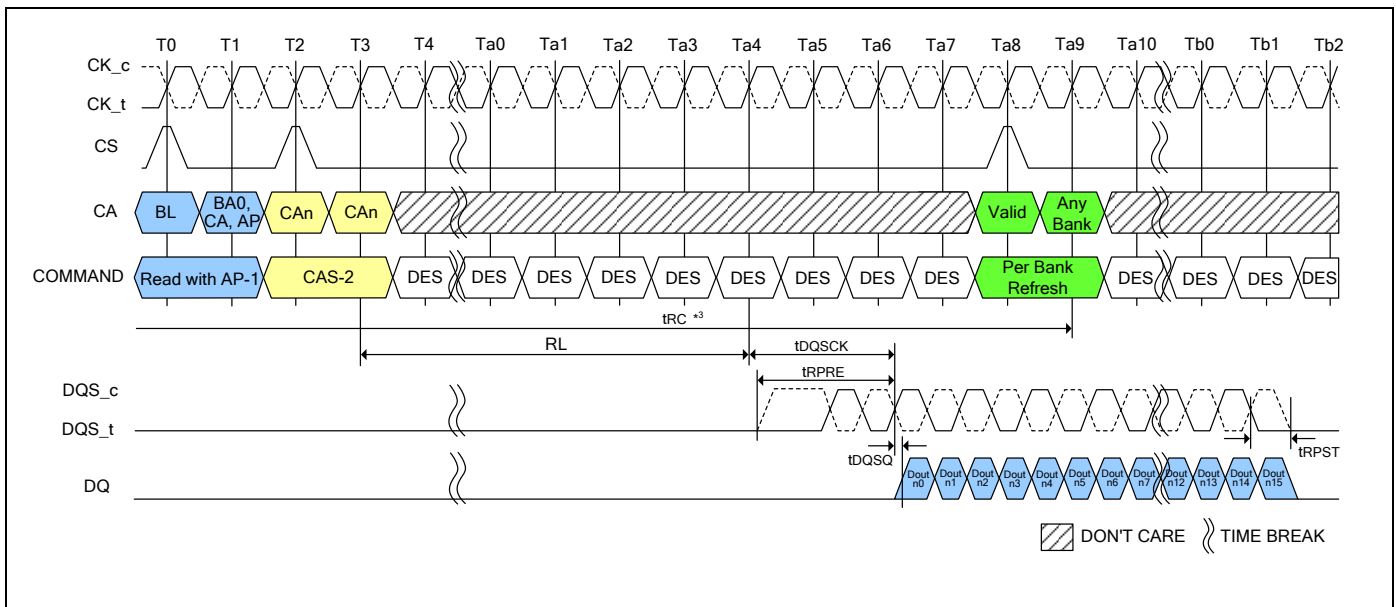 T0 T1 T2 T3 T4 Ta0 Ta1 Ta2 Ta3 Ta4 Ta5 Ta6 Ta7 Ta8 Ta9 Ta10 Tb0 Tb1 Tb2
CK_c
CK_t
CS
CA BL BA0, CA, AP CAn CAn Valid Any Bank
COMMAND Read with AP-1 CAS-2 DES DES DES DES DES DES DES DES DES Per Bank Refresh DES DES DES DES
tRC *3
RL tDQSCK
tRPRE
DQS_c
DQS_t
tDQSQ tRPST
DQ Dout n0 Dout n1 Dout n2 Dout n3 Dout n4 Dout n5 Dout n6 Dout n7 Dout n12 Dout n13 Dout n14 Dout n15
DON'T CARE TIME BREAK